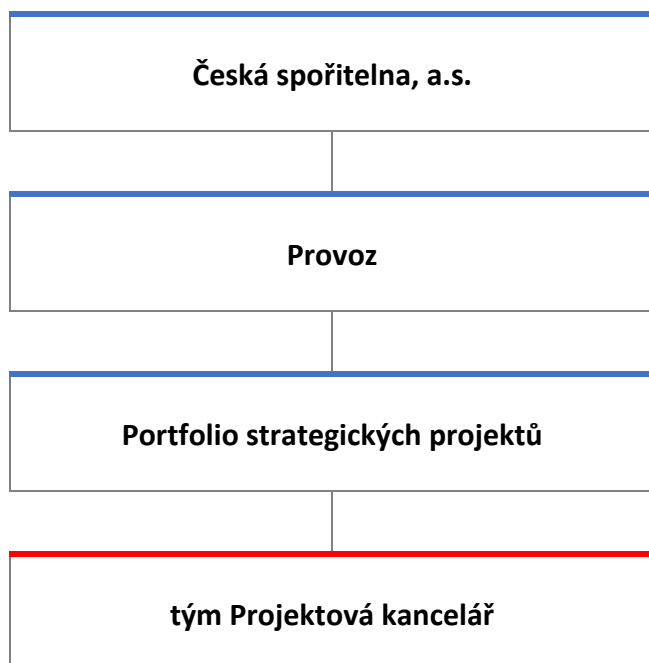 Česká spořitelna, a.s.
Provoz
Portfolio strategických projektů
tým Projektová kancelář